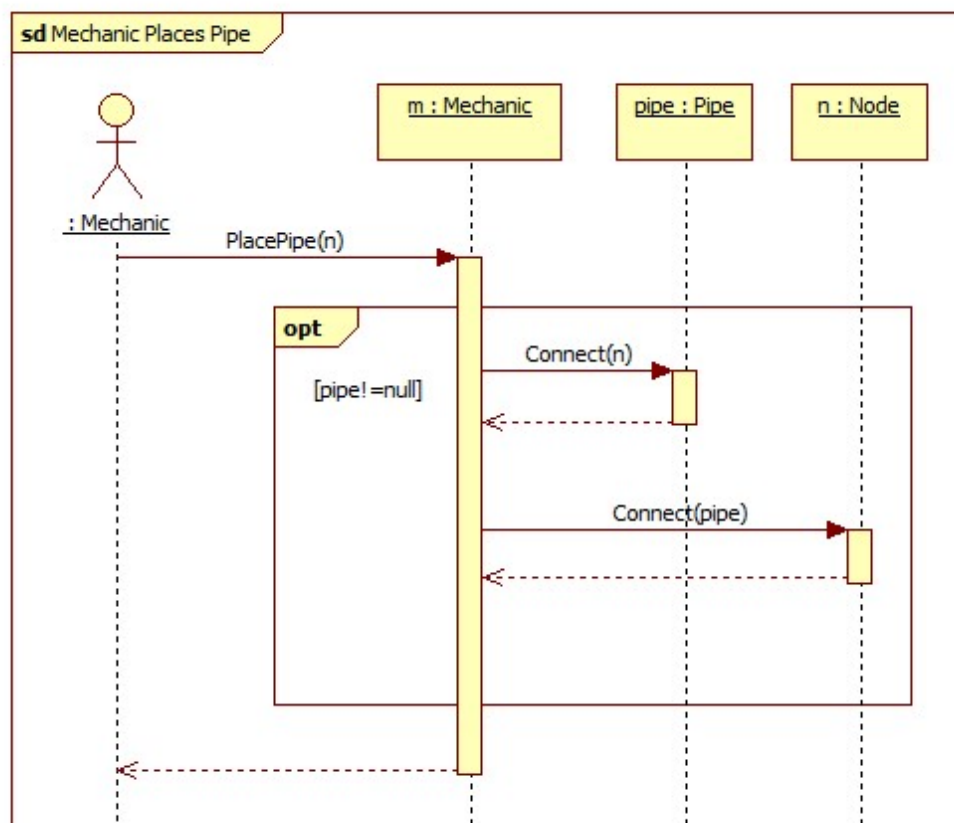 sd Mechanic Places Pipe
m : Mechanic
pipe : Pipe
n : Node
: Mechanic
PlacePipe(n)
opt
Connect(n)
[pipe!=null]
Connect(pipe)